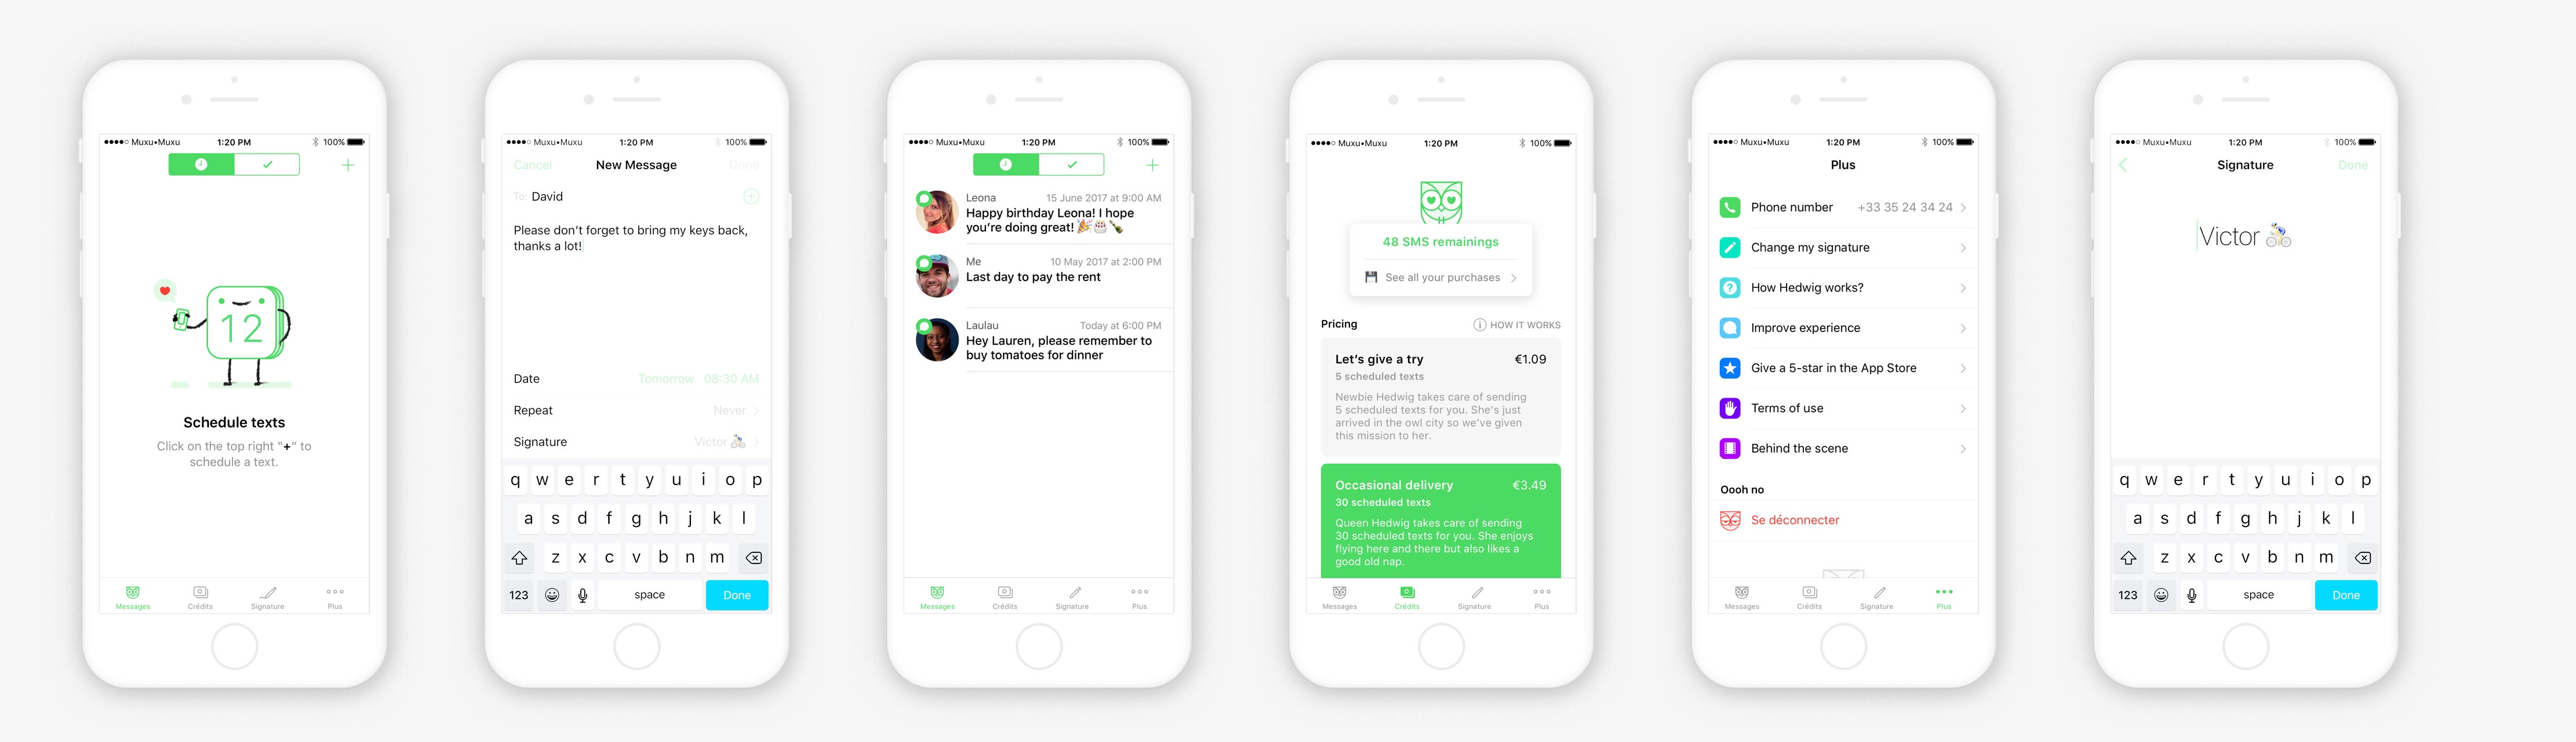 Muxu•Muxu 1:20 PM 100%
12
Schedule texts
Click on the top right "+" to
schedule a text.
Messages Crédits Signature Plus
Muxu•Muxu 1:20 PM 100%
Cancel New Message Done
To: David
Please don't forget to bring my keys back,
thanks a lot!
Date Tomorrow 08:30 AM
Repeat Never
Signature Victor 🚴
q w e r t y u i o p
a s d f g h j k l
z x c v b n m
123 space Done
Muxu•Muxu 1:20 PM 100%
Leona 15 June 2017 at 9:00 AM
Happy birthday Leona! I hope
you're doing great! 🎉🎂🍾
Me 10 May 2017 at 2:00 PM
Last day to pay the rent
Laulau Today at 6:00 PM
Hey Lauren, please remember to
buy tomatoes for dinner
Messages Crédits Signature Plus
Muxu•Muxu 1:20 PM 100%
48 SMS remainings
💾 See all your purchases
Pricing HOW IT WORKS
Let's give a try €1.09
5 scheduled texts
Newbie Hedwig takes care of sending
5 scheduled texts for you. She's just
arrived in the owl city so we've given
this mission to her.
Occasional delivery €3.49
30 scheduled texts
Queen Hedwig takes care of sending
30 scheduled texts for you. She enjoys
flying here and there but also likes a
good old nap.
Messages Crédits Signature Plus
Muxu•Muxu 1:20 PM 100%
Plus
Phone number +33 35 24 34 24
Change my signature
How Hedwig works?
Improve experience
Give a 5-star in the App Store
Terms of use
Behind the scene
Oooh no
Se déconnecter
Messages Crédits Signature Plus
Muxu•Muxu 1:20 PM 100%
Signature Done
Victor 🚴
q w e r t y u i o p
a s d f g h j k l
z x c v b n m
123 space Done